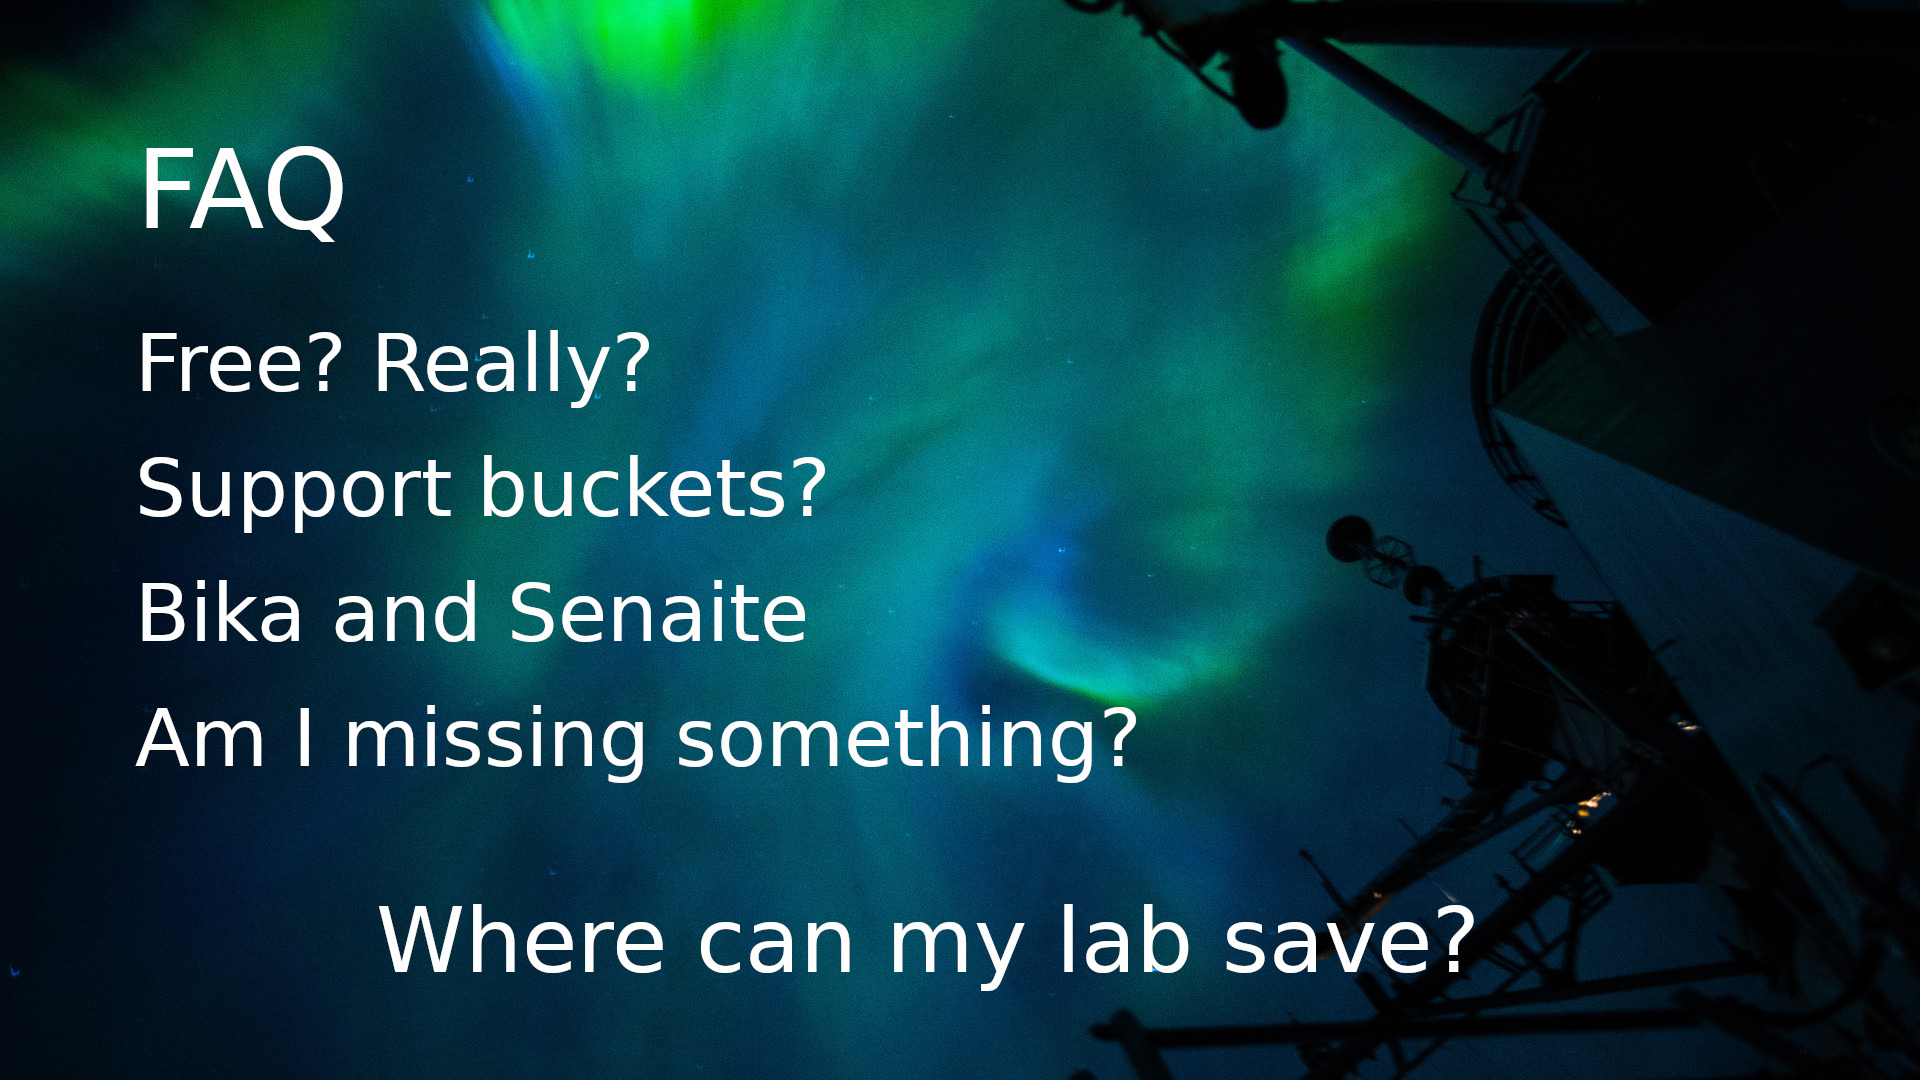 FAQ
Free? Really?
Support buckets?
Bika and Senaite
Am I missing something?
Where can my lab save?